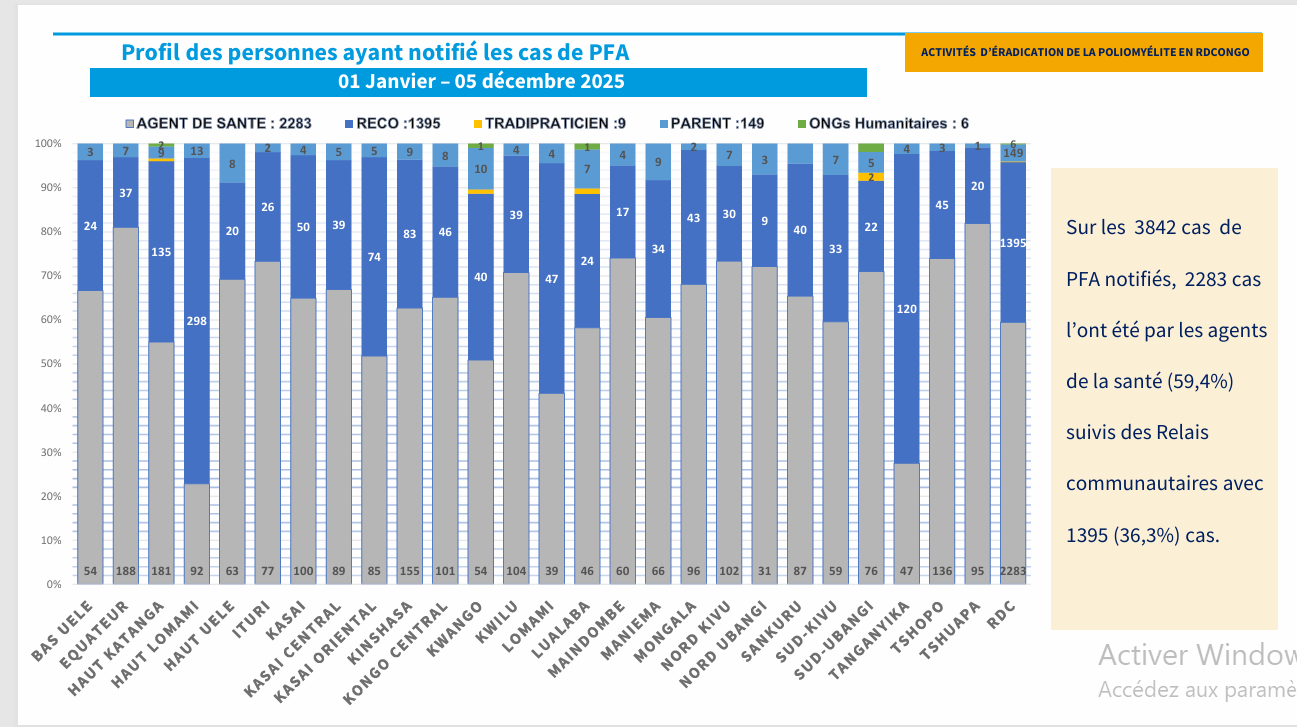 Profil des personnes ayant notifié les cas de PFA
ACTIVITÉS D'ÉRADICATION DE LA POLIOMYÉLITE EN RDCONGO
01 Janvier – 05 décembre 2025
AGENT DE SANTE : 2283 RECO :1395 TRADIPRATICIEN :9 PARENT :149 ONGs Humanitaires : 6
100%
90%
80%
70%
60%
50%
40%
30%
20%
10%
0%
3 7 2 9 13 8 2 4 5 5 9 8 1 10 4 4 1 7 4 9 2 7 3 7 5 2 4 3 1 6 149
24 37 135 298 20 26 50 39 74 83 46 40 39 47 24 17 34 43 30 9 40 33 22 120 45 20 1395
54 188 181 92 63 77 100 89 85 155 101 54 104 39 46 60 66 96 102 31 87 59 76 47 136 95 2283
BAS UELE
EQUATEUR
HAUT KATANGA
HAUT LOMAMI
HAUT UELE
ITURI
KASAI
KASAI CENTRAL
KASAI ORIENTAL
KINSHASA
KONGO CENTRAL
KWANGO
KWILU
LOMAMI
LUALABA
MAINDOMBE
MANIEMA
MONGALA
NORD KIVU
NORD UBANGI
SANKURU
SUD-KIVU
SUD-UBANGI
TANGANYIKA
TSHOPO
TSHUAPA
RDC
Sur les 3842 cas de
PFA notifiés, 2283 cas
l'ont été par les agents
de la santé (59,4%)
suivis des Relais
communautaires avec
1395 (36,3%) cas.
Activer Window
Accédez aux paramè